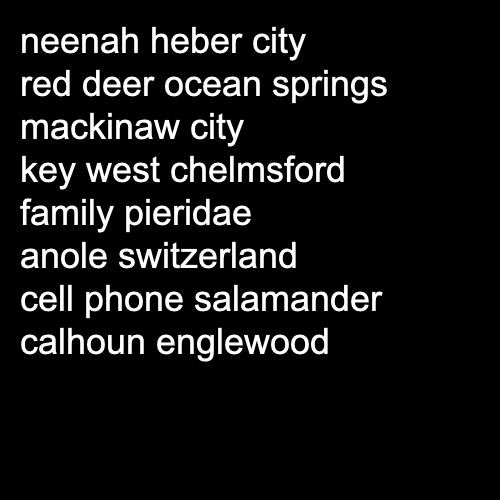 neenah heber city
red deer ocean springs
mackinaw city
key west chelmsford
family pieridae
anole switzerland
cell phone salamander
calhoun englewood